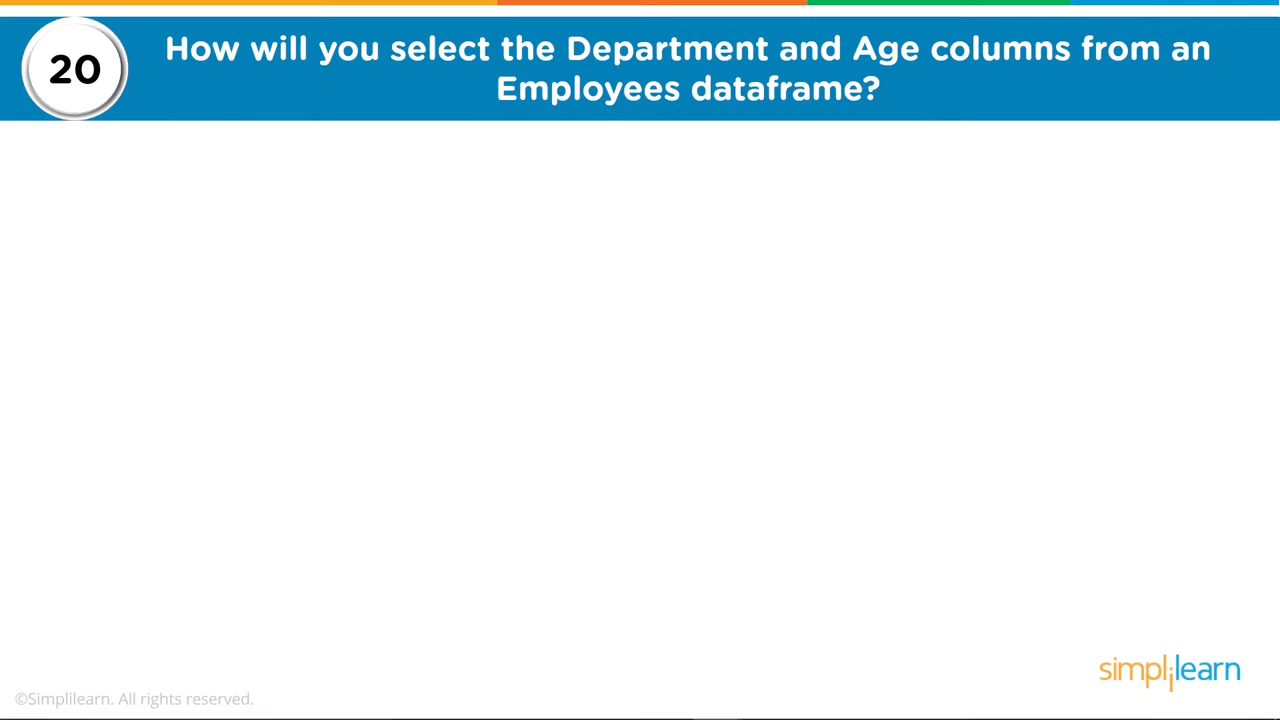 20
How will you select the Department and Age columns from an
Employees dataframe?
simplilearn
©Simplilearn. All rights reserved.